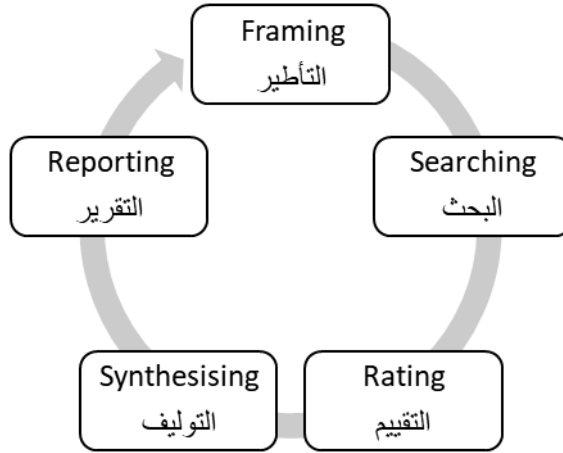 Framing
التأطير
Searching
البحث
Rating
التقييم
Synthesising
التوليف
Reporting
التقرير